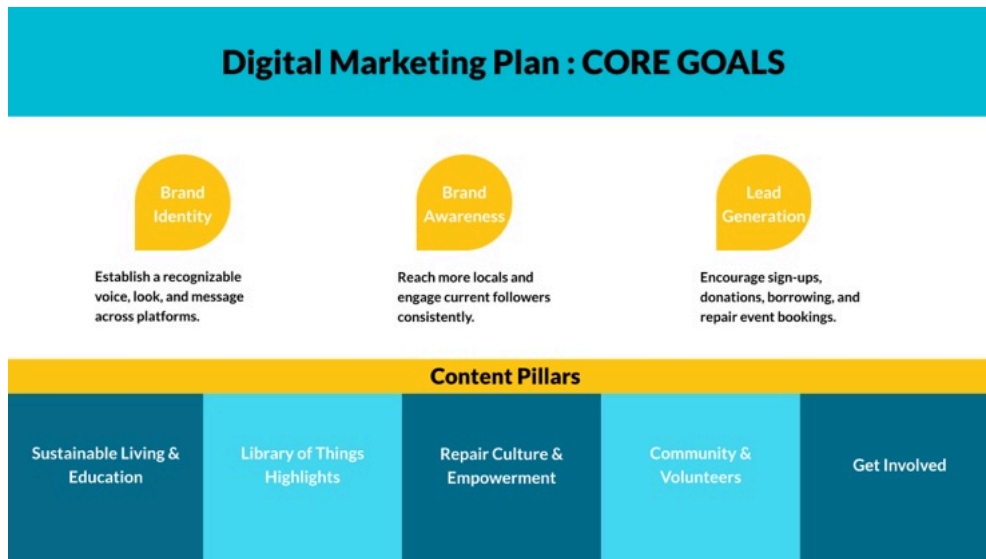 Digital Marketing Plan : CORE GOALS
Brand
Identity
Establish a recognizable
voice, look, and message
across platforms.
Brand
Awareness
Reach more locals and
engage current followers
consistently.
Lead
Generation
Encourage sign-ups,
donations, borrowing, and
repair event bookings.
Content Pillars
Sustainable Living &
Education
Library of Things
Highlights
Repair Culture &
Empowerment
Community &
Volunteers
Get Involved